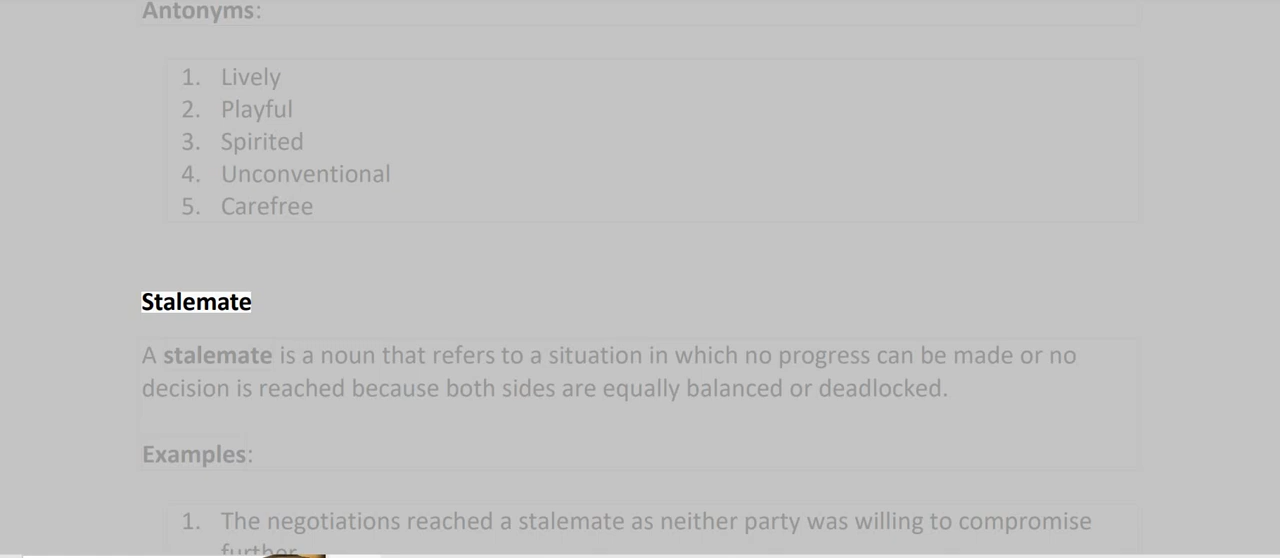 Antonyms:
1. Lively
2. Playful
3. Spirited
4. Unconventional
5. Carefree
Stalemate
A stalemate is a noun that refers to a situation in which no progress can be made or no
decision is reached because both sides are equally balanced or deadlocked.
Examples:
1. The negotiations reached a stalemate as neither party was willing to compromise
further